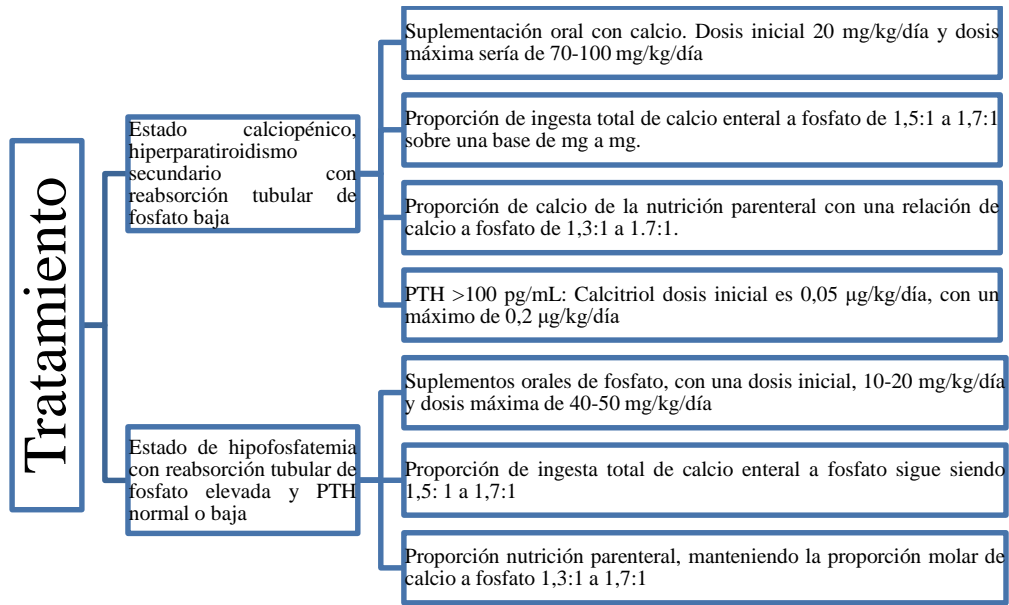 Tratamiento
Estado calciopénico,
hiperparatiroidismo
secundario con
reabsorción tubular de
fosfato baja
Suplementación oral con calcio. Dosis inicial 20 mg/kg/día y dosis
máxima sería de 70-100 mg/kg/día
Proporción de ingesta total de calcio enteral a fosfato de 1,5:1 a 1,7:1
sobre una base de mg a mg.
Proporción de calcio de la nutrición parenteral con una relación de
calcio a fosfato de 1,3:1 a 1.7:1.
PTH >100 pg/mL: Calcitriol dosis inicial es 0,05 μg/kg/día, con un
máximo de 0,2 μg/kg/día
Estado de hipofosfatemia
con reabsorción tubular de
fosfato elevada y PTH
normal o baja
Suplementos orales de fosfato, con una dosis inicial, 10-20 mg/kg/día
y dosis máxima de 40-50 mg/kg/día
Proporción de ingesta total de calcio enteral a fosfato sigue siendo
1,5: 1 a 1,7:1
Proporción nutrición parenteral, manteniendo la proporción molar de
calcio a fosfato 1,3:1 a 1,7:1